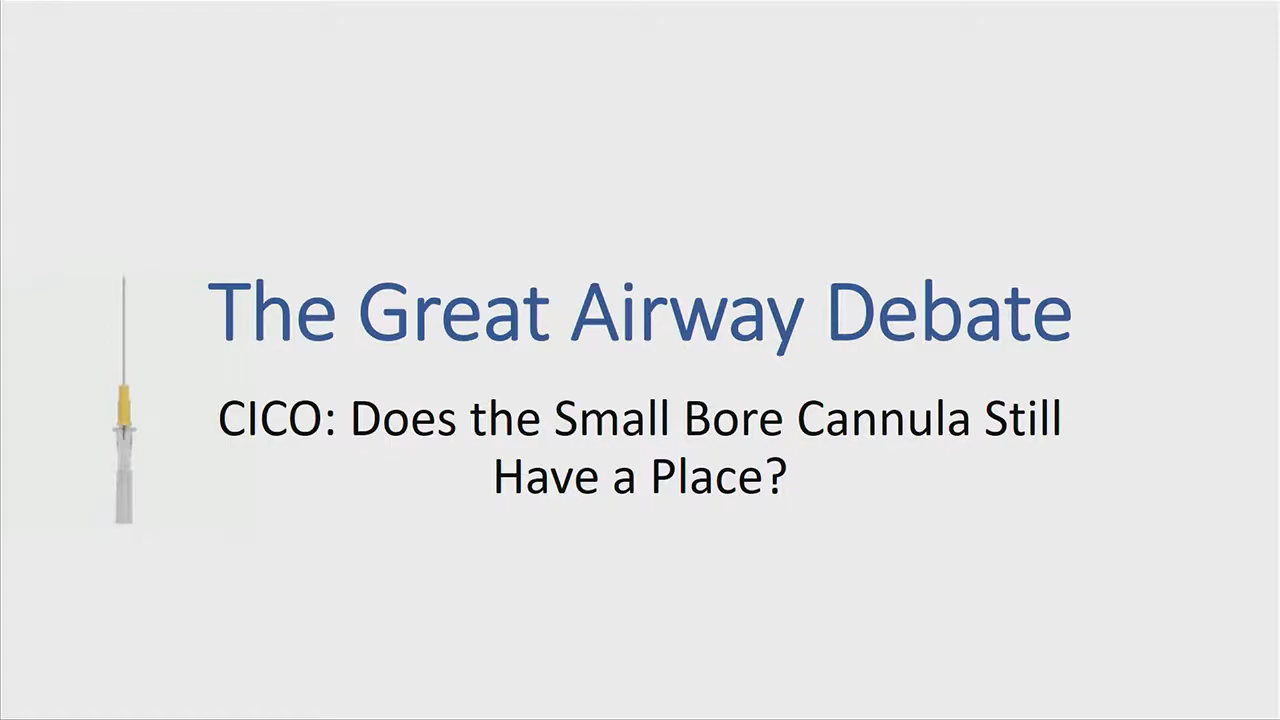 The Great Airway Debate
CICO: Does the Small Bore Cannula Still
Have a Place?